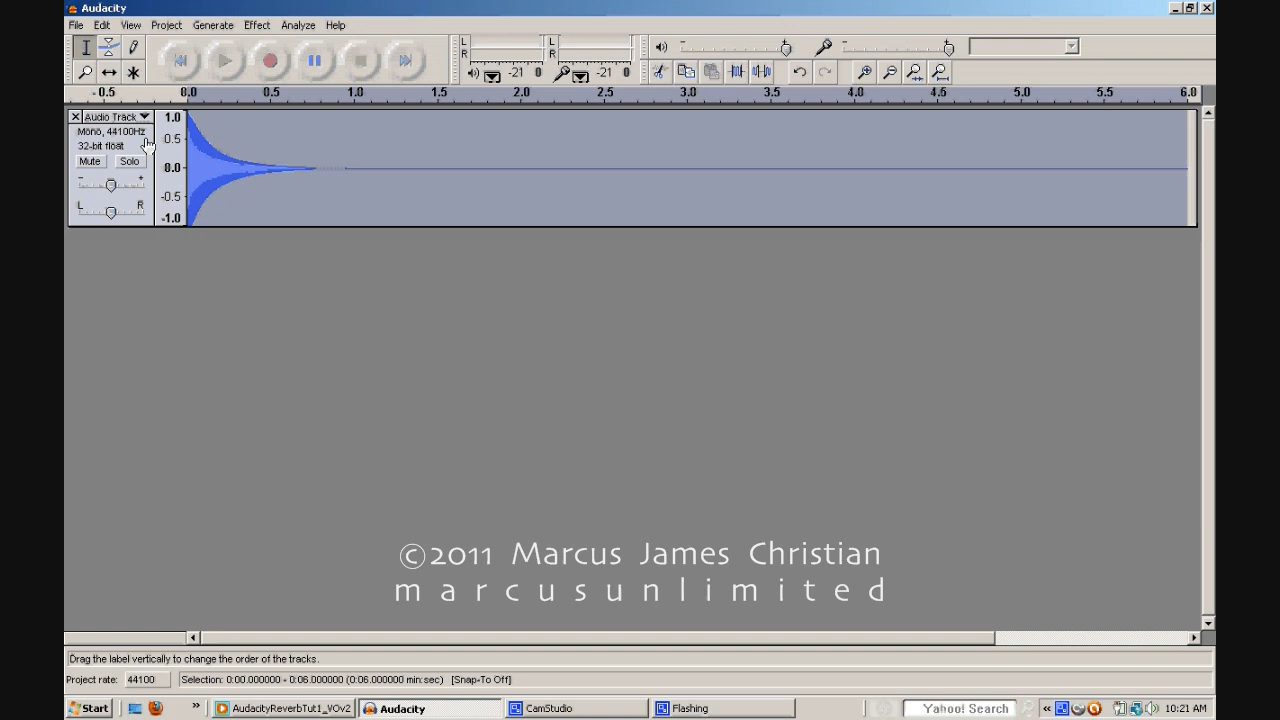 Audacity
File Edit View Project Generate Effect Analyze Help
L R L R
-21 0 -21 0
-0.5 0.0 0.5 1.0 1.5 2.0 2.5 3.0 3.5 4.0 4.5 5.0 5.5 6.0
Audio Track 1.0
Mono, 44100Hz 0.5
32-bit float
Mute Solo 0.0
- + -0.5
L R -1.0
©2011 Marcus James Christian
marcusunlimited
Drag the label vertically to change the order of the tracks.
Project rate: 44100 Selection: 0:00.000000 - 0:06.000000 (0:06.000000 min:sec) [Snap-To Off]
Start » AudacityReverbTut1_VOv2 Audacity CamStudio Flashing Yahoo! Search « 10:21 AM